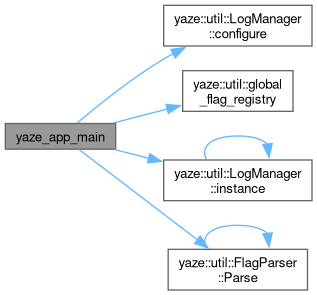 yaze::util::LogManager
::configure
yaze::util::global
_flag_registry
yaze_app_main
yaze::util::LogManager
::instance
yaze::util::FlagParser
::Parse